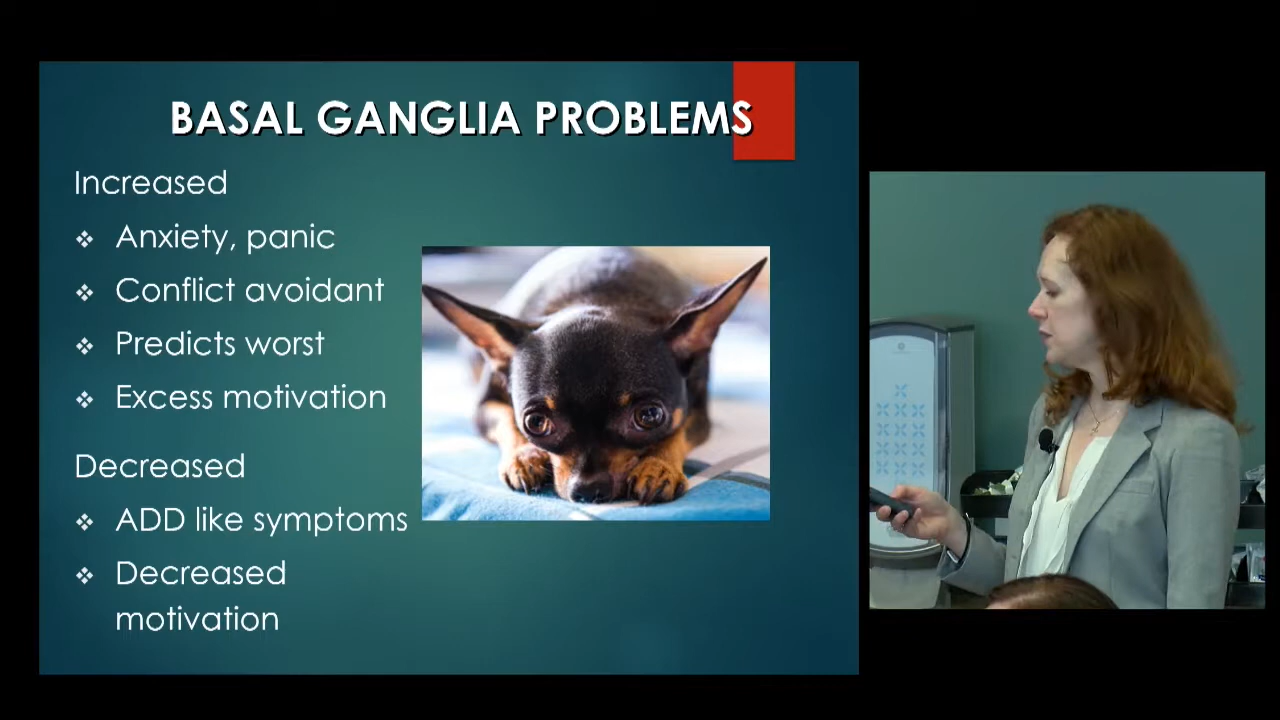 BASAL GANGLIA PROBLEMS
Increased
❖ Anxiety, panic
❖ Conflict avoidant
❖ Predicts worst
❖ Excess motivation
Decreased
❖ ADD like symptoms
❖ Decreased
motivation